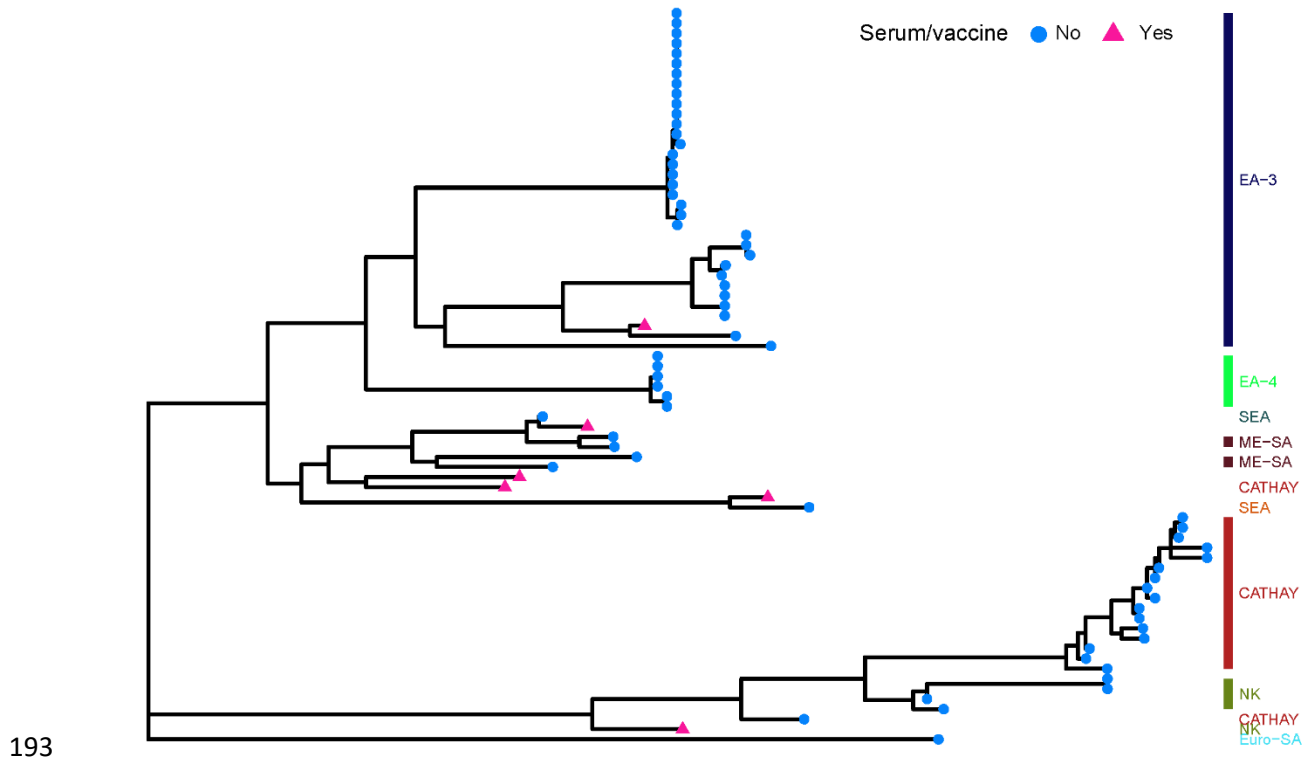 Serum/vaccine No Yes
EA-3
EA-4
SEA
ME-SA
ME-SA
CATHAY
SEA
CATHAY
NK
CATHAY
NK
Euro-SA
193